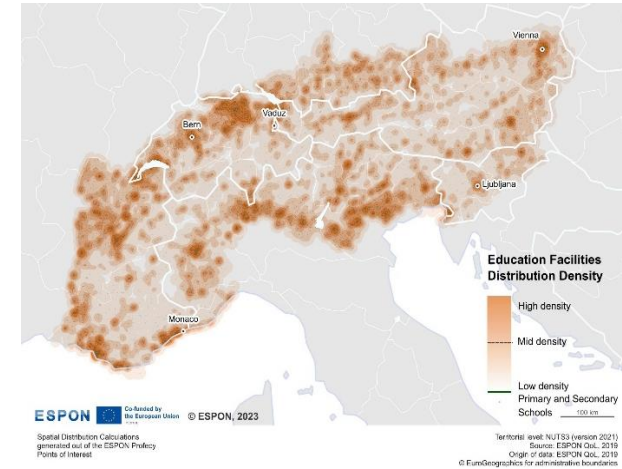 Vienna
Bern
Vaduz
Ljubljana
Monaco
Education Facilities
Distribution Density
High density
Mid density
Low density
Primary and Secondary
Schools
100 km
ESPON
Co-funded by
the European Union
© ESPON, 2023
Spatial Distribution Calculations
generated out of the ESPON Profecy
Points of Interest
Territorial level: NUTS3 (version 2021)
Source: ESPON QoL, 2019
Origin of data: ESPON QoL, 2019
© EuroGeographics for administrative boundaries